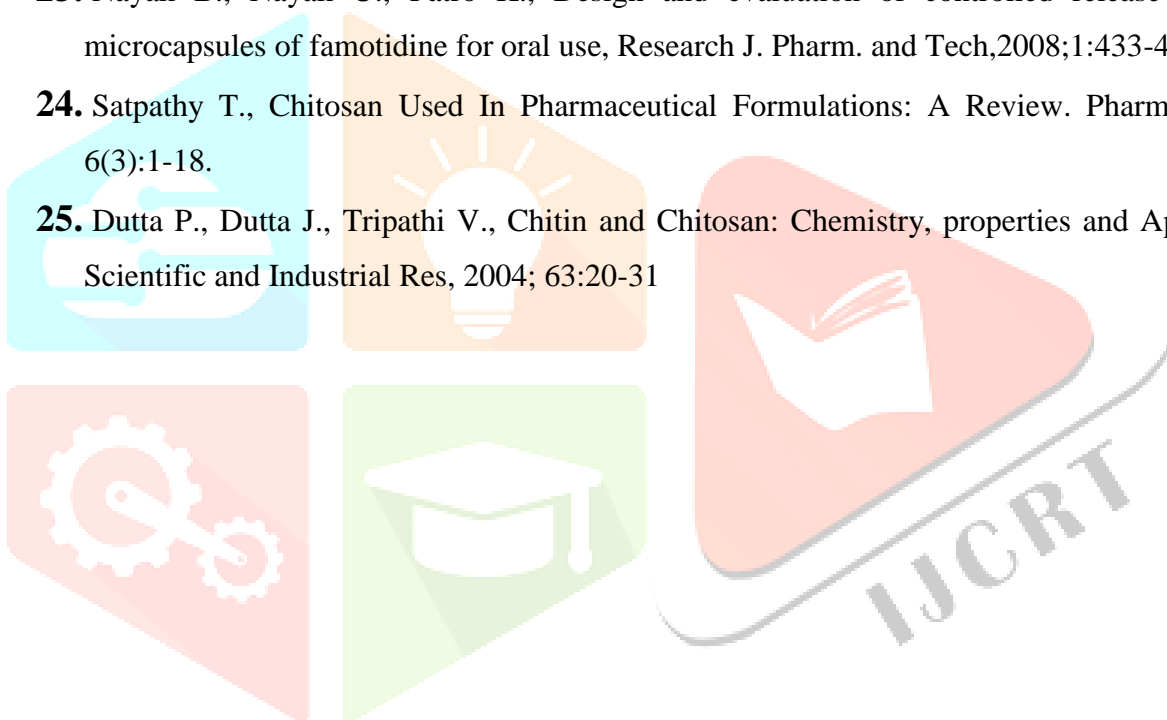 microcapsules of famotidine for oral use, Research J. Pharm. and Tech,2008;1:433-4
24. Satpathy T., Chitosan Used In Pharmaceutical Formulations: A Review. Pharm
6(3):1-18.
25. Dutta P., Dutta J., Tripathi V., Chitin and Chitosan: Chemistry, properties and Ap
Scientific and Industrial Res, 2004; 63:20-31
IJCRT